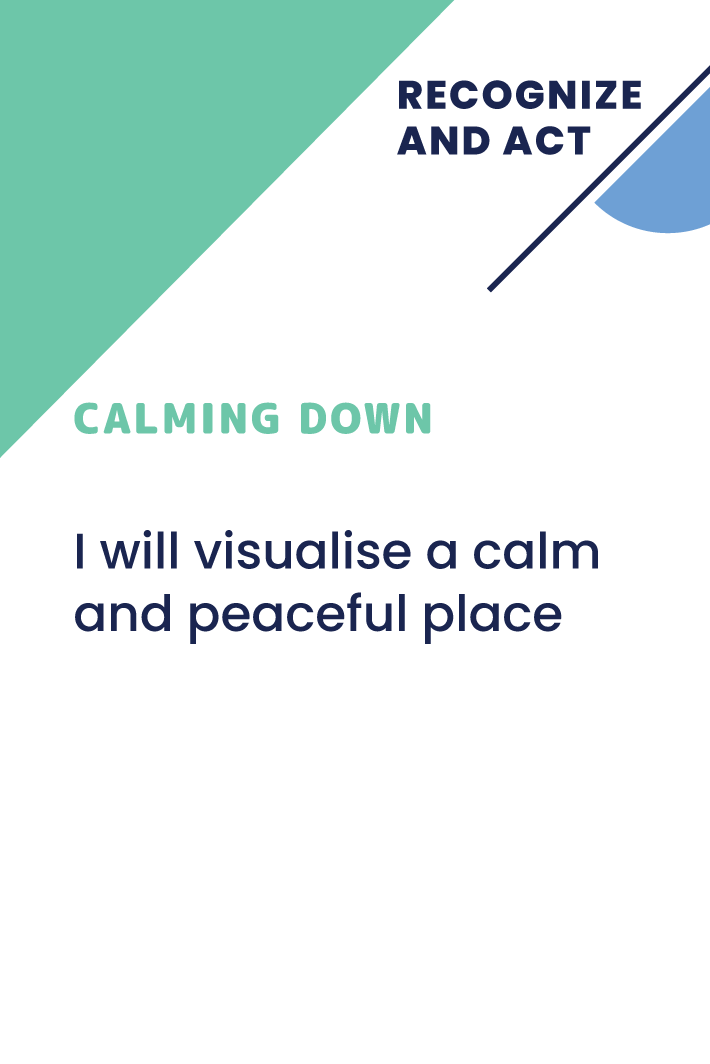 RECOGNIZE
AND ACT
CALMING DOWN
I will visualise a calm
and peaceful place